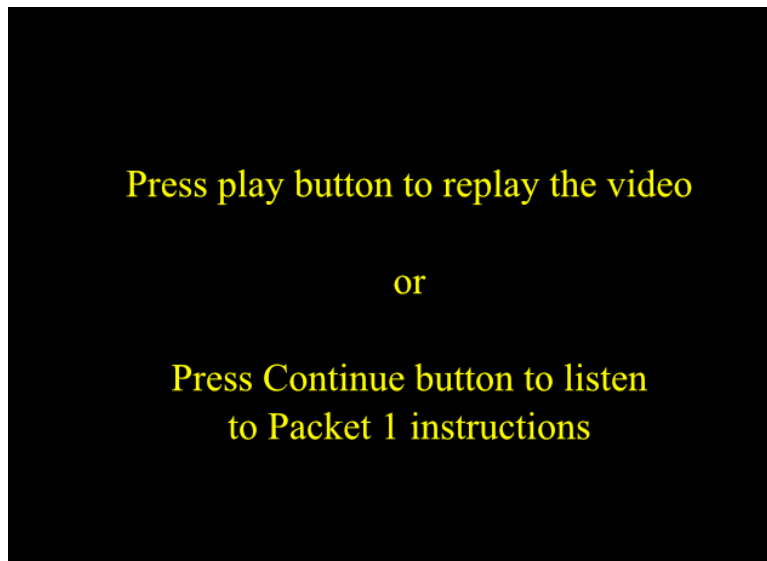 Press play button to replay the video
or
Press Continue button to listen
to Packet 1 instructions